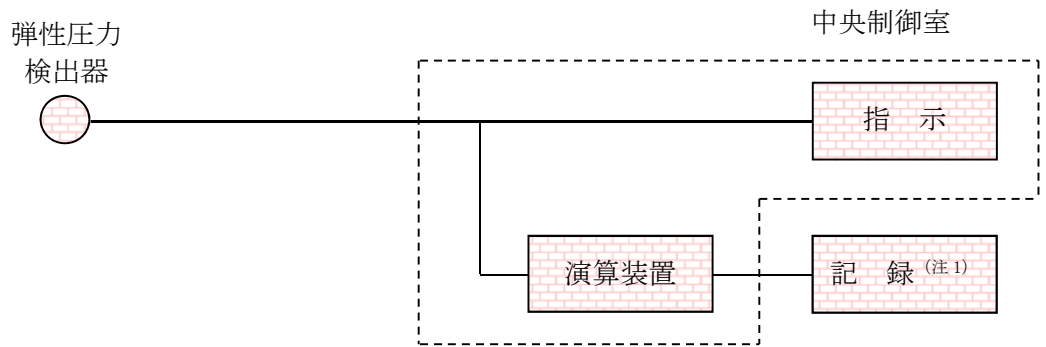 中央制御室
弾性圧力
検出器
指　示
演算装置
記　録（注1）